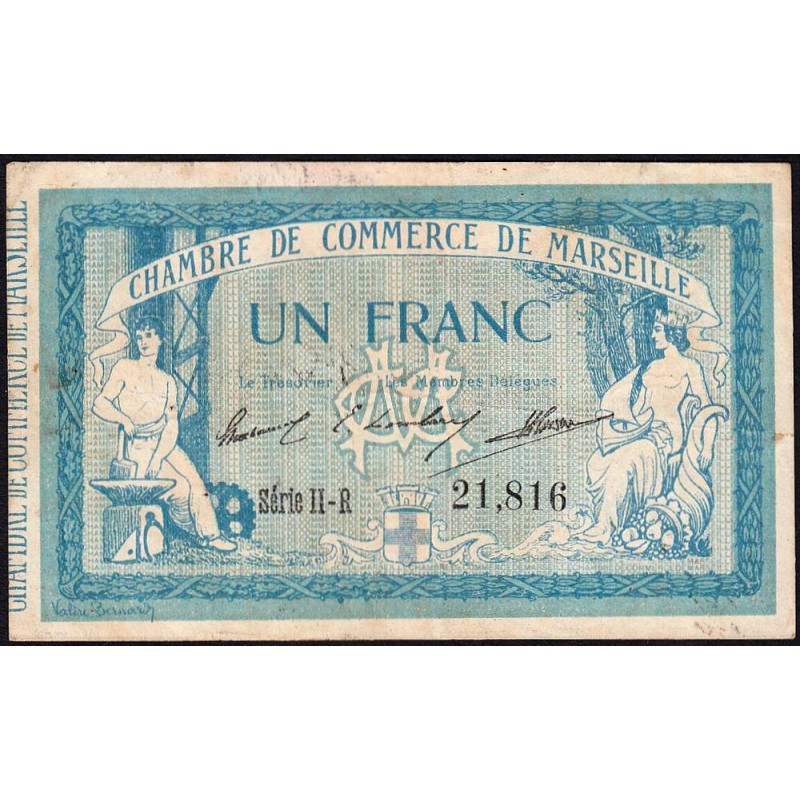 CHAMBRE DE COMMERCE DE MARSEILLE
CHAMBRE DE COMMERCE DE MARSEILLE
UN FRANC
Le Trésorier Les Membres Délégués
E Lombard
Série II-R 21,816
Valère-Bernard